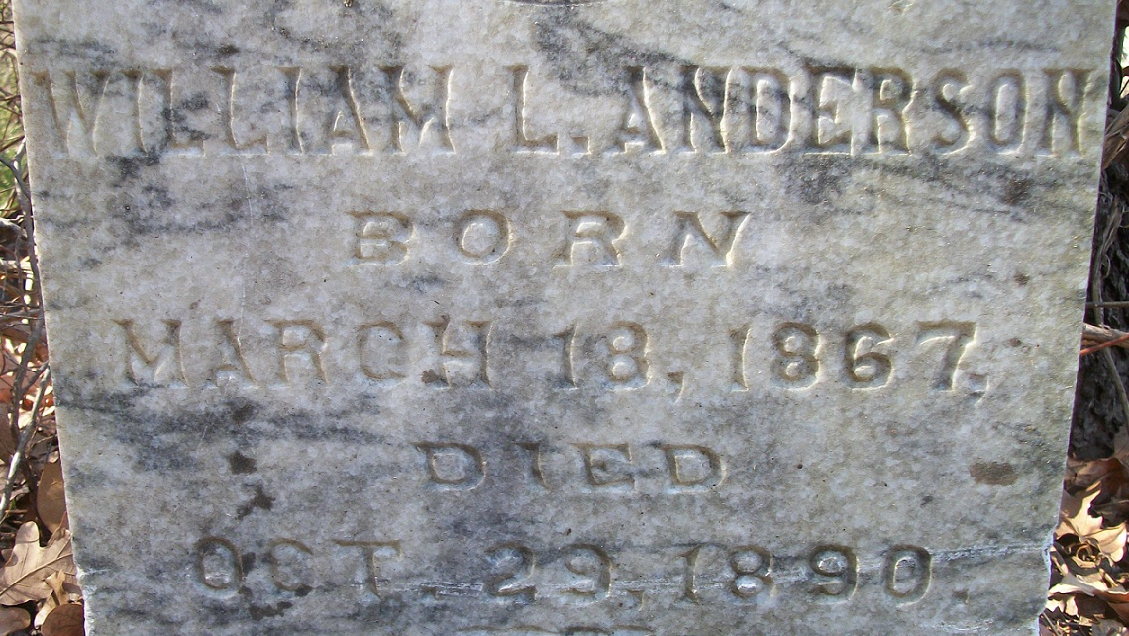 WILLIAM L. ANDERSON
BORN
MARCH 18, 1867.
DIED
OCT. 29, 1890.